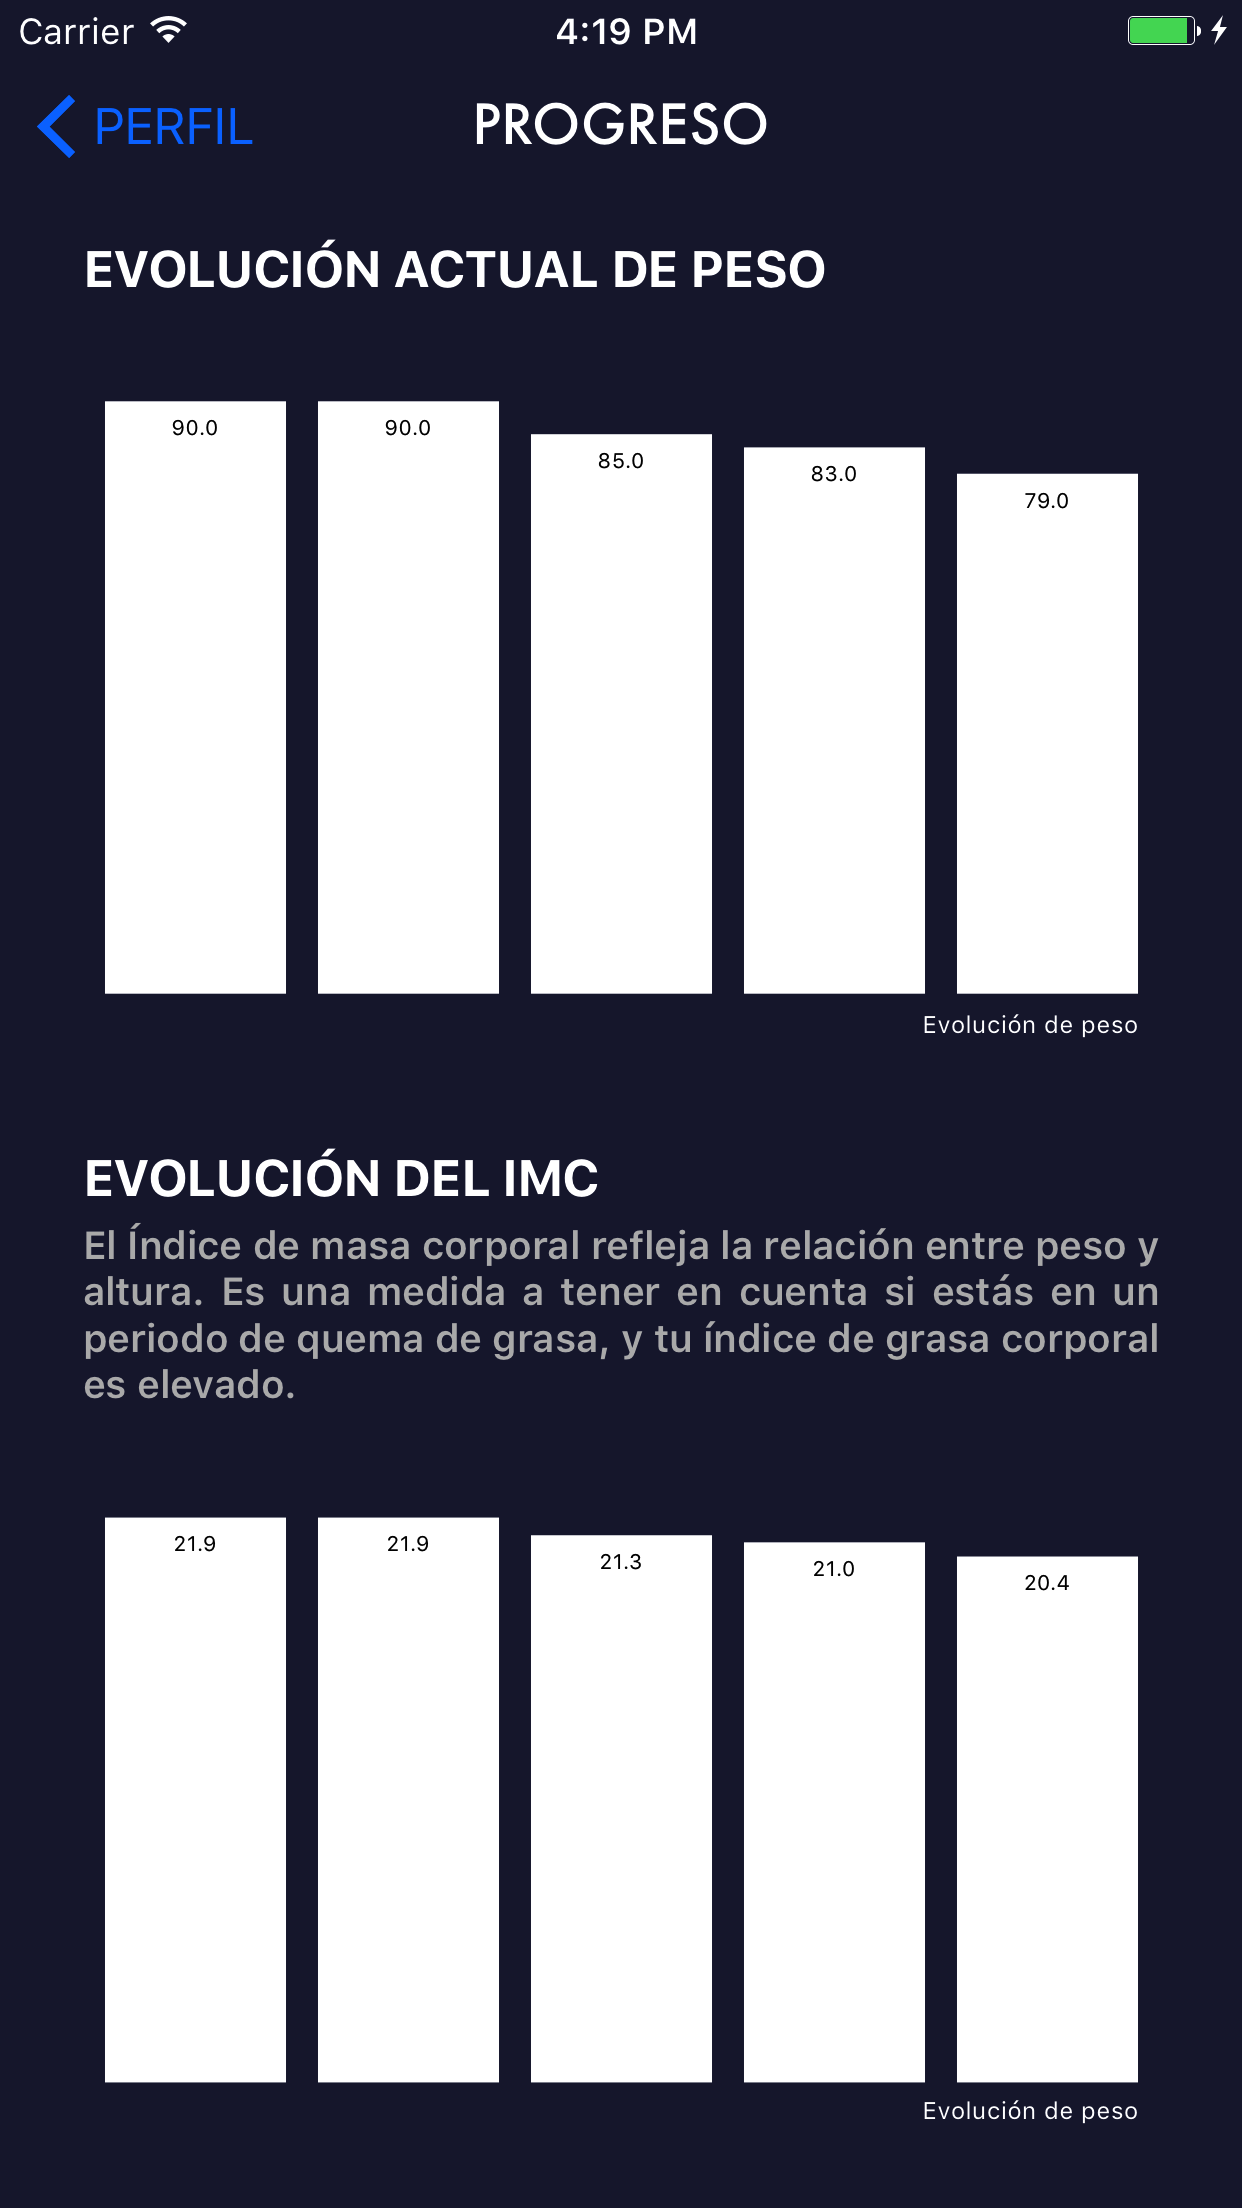 Carrier 4:19 PM
PERFIL PROGRESO
EVOLUCIÓN ACTUAL DE PESO
90.0 90.0 85.0 83.0 79.0
Evolución de peso
EVOLUCIÓN DEL IMC
El Índice de masa corporal refleja la relación entre peso y
altura. Es una medida a tener en cuenta si estás en un
periodo de quema de grasa, y tu índice de grasa corporal
es elevado.
21.9 21.9 21.3 21.0 20.4
Evolución de peso